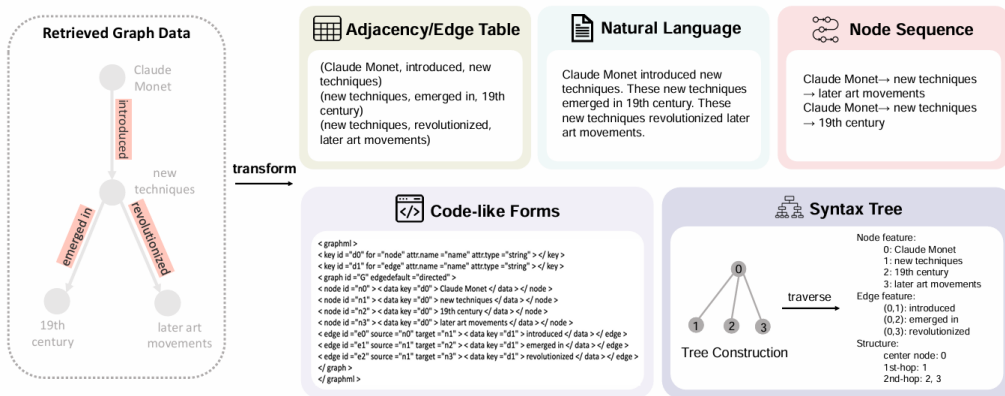 Retrieved Graph Data
Claude
Monet
introduced
new
techniques
emerged in
revolutionized
19th
century
later art
movements
transform
Adjacency/Edge Table
(Claude Monet, introduced, new
techniques)
(new techniques, emerged in, 19th
century)
(new techniques, revolutionized,
later art movements)
Natural Language
Claude Monet introduced new
techniques. These new techniques
emerged in 19th century. These
new techniques revolutionized later
art movements.
Node Sequence
Claude Monet→ new techniques
→ later art movements
Claude Monet→ new techniques
→ 19th century
Code-like Forms
< graphml >
< key id ="d0" for ="node" attr.name ="name" attr.type ="string" > </ key >
< key id ="d1" for ="edge" attr.name ="name" attr.type ="string" > </ key >
< graph id ="G" edgedefault ="directed" >
< node id ="n0" > < data key ="d0" > Claude Monet </ data > </ node >
< node id ="n1" > < data key ="d0" > new techniques </ data > </ node >
< node id ="n2" > < data key ="d0" > 19th century </ data > </ node >
< node id ="n3" > < data key ="d0" > later art movements </ data > </ node >
< edge id ="e0" source ="n0" target ="n1" > < data key ="d1" > introduced </ data > </ edge >
< edge id ="e1" source ="n1" target ="n2" > < data key ="d1" > emerged in </ data > </ edge >
< edge id ="e2" source ="n1" target ="n3" > < data key ="d1" > revolutionized </ data > </ edge >
</ graph >
</ graphml >
Syntax Tree
0
1
2
3
Tree Construction
traverse
Node feature:
0: Claude Monet
1: new techniques
2: 19th century
3: later art movements
Edge feature:
(0,1): introduced
(0,2): emerged in
(0,3): revolutionized
Structure:
center node: 0
1st-hop: 1
2nd-hop: 2, 3